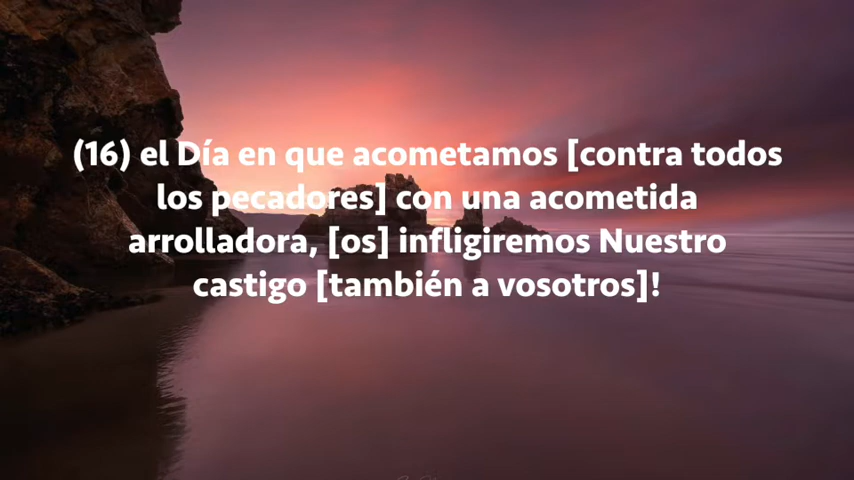 (16) el Día en que acometamos [contra todos
los pecadores] con una acometida
arrolladora, [os] infligiremos Nuestro
castigo [también a vosotros]!